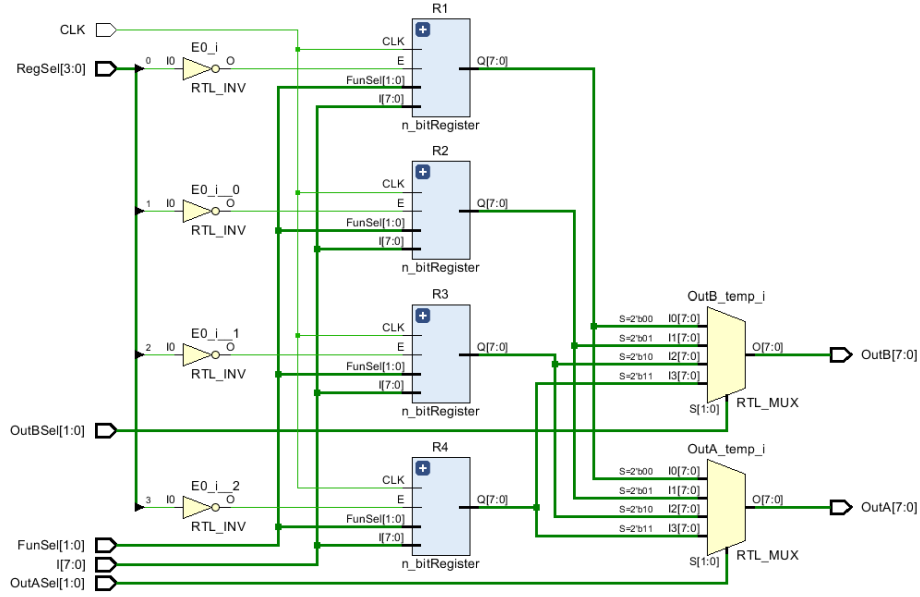 R1
CLK
E0_i
CLK
RegSel[3:0]
0
I0
O
E
Q[7:0]
RTL_INV
FunSel[1:0]
I[7:0]
n_bitRegister
R2
E0_i__0
CLK
1
I0
O
E
Q[7:0]
RTL_INV
FunSel[1:0]
I[7:0]
n_bitRegister
R3
OutB_temp_i
E0_i__1
CLK
S=2'b00
I0[7:0]
2
I0
O
E
Q[7:0]
S=2'b01
I1[7:0]
O[7:0]
OutB[7:0]
RTL_INV
FunSel[1:0]
S=2'b10
I2[7:0]
I[7:0]
S=2'b11
I3[7:0]
n_bitRegister
S[1:0]
RTL_MUX
OutBSel[1:0]
R4
OutA_temp_i
E0_i__2
CLK
S=2'b00
I0[7:0]
3
I0
O
E
Q[7:0]
S=2'b01
I1[7:0]
O[7:0]
OutA[7:0]
RTL_INV
FunSel[1:0]
S=2'b10
I2[7:0]
S=2'b11
I3[7:0]
FunSel[1:0]
I[7:0]
RTL_MUX
I[7:0]
n_bitRegister
S[1:0]
OutASel[1:0]